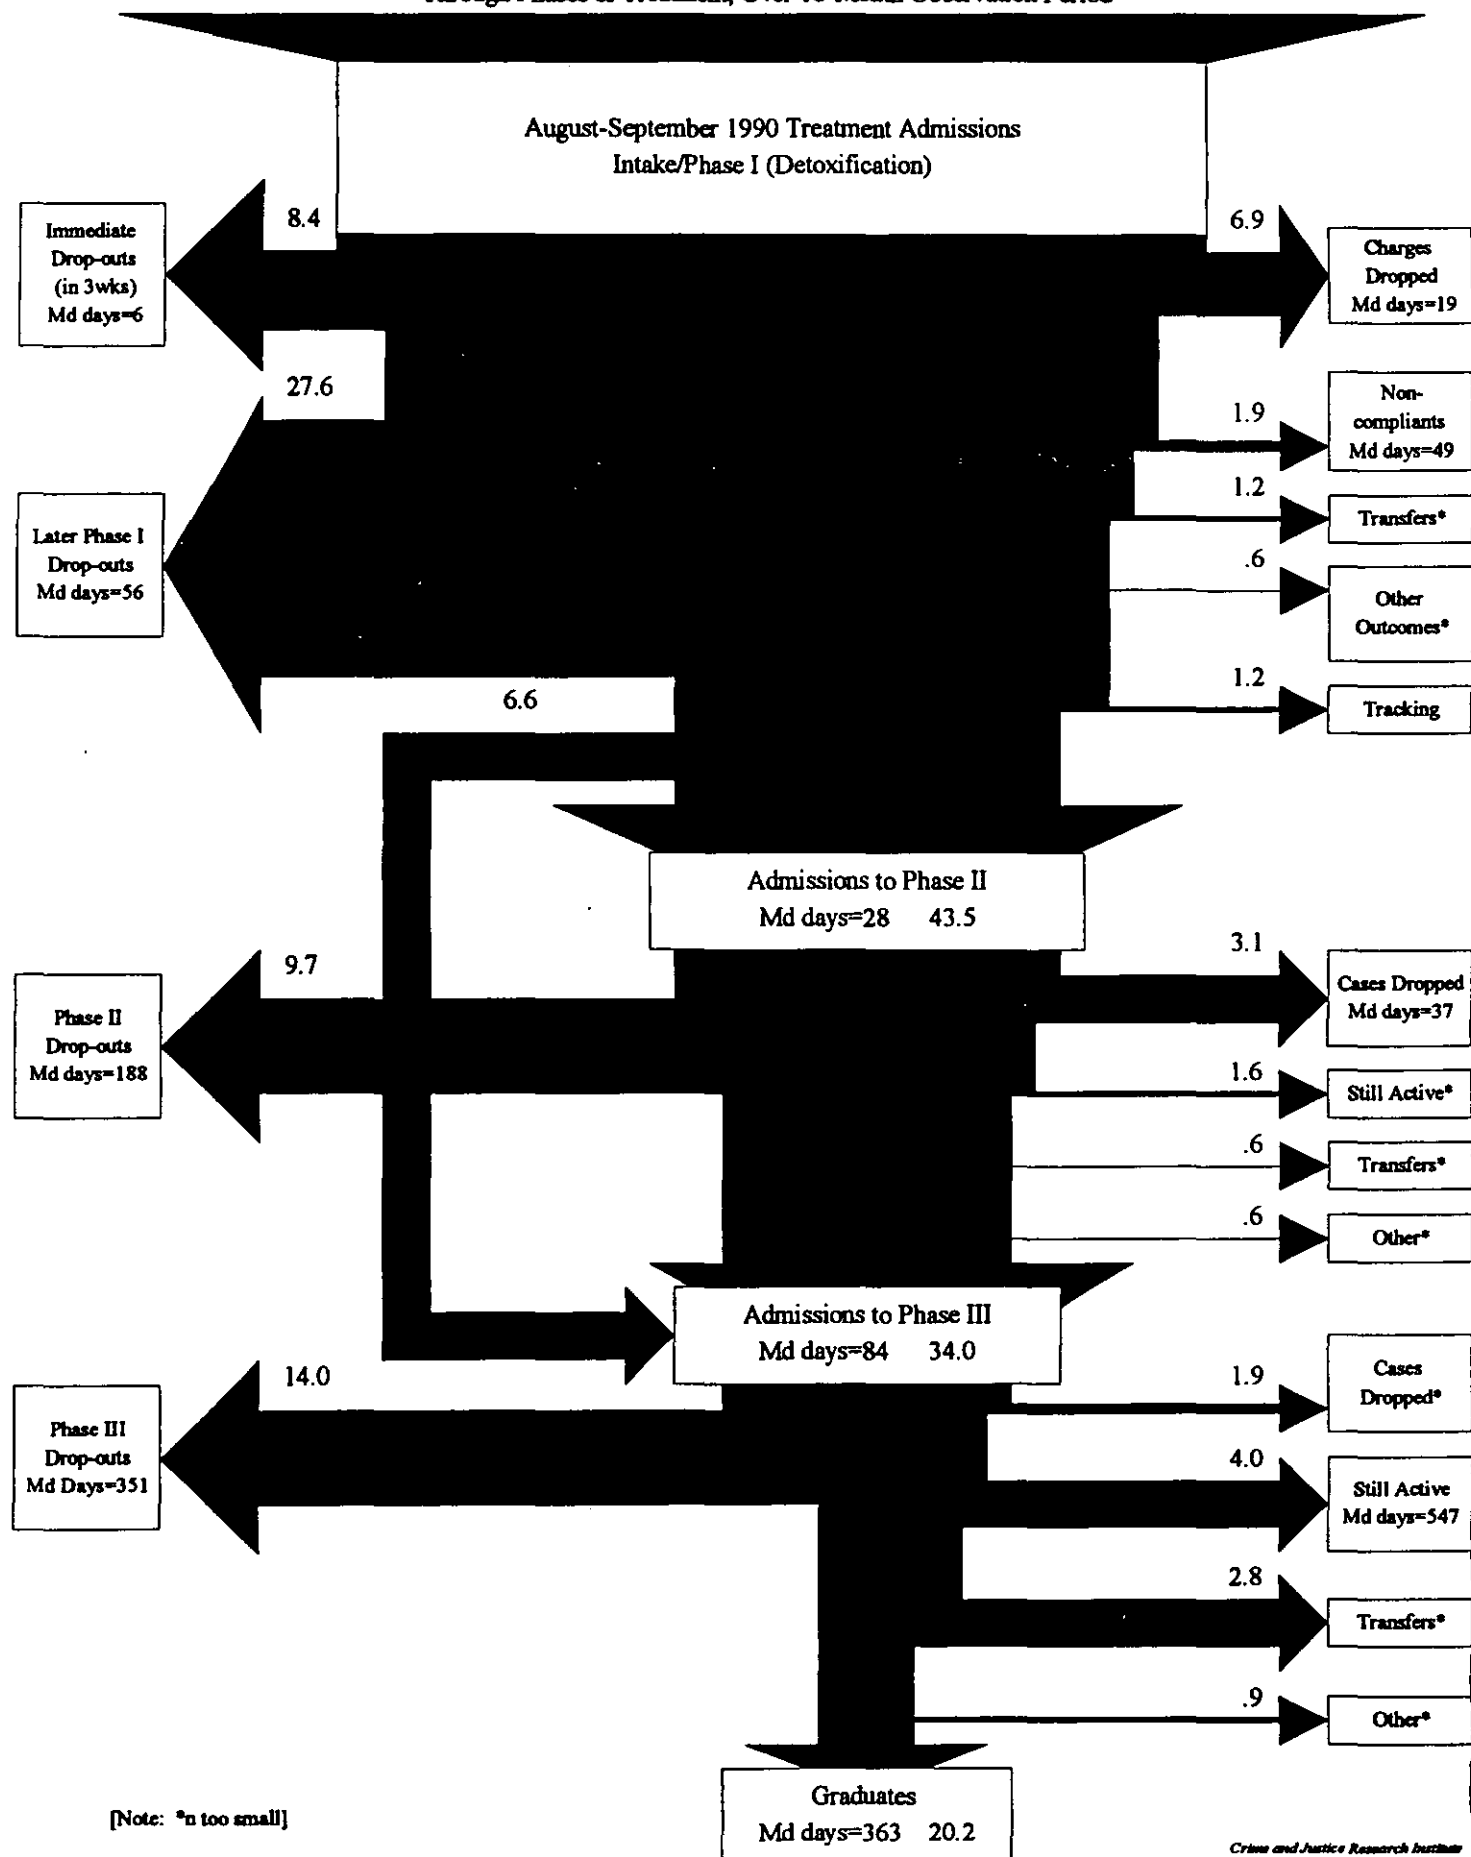 August-September 1990 Treatment Admissions
Intake/Phase I (Detoxification)
8.4
6.9
Immediate
Drop-outs
(in 3wks)
Md days=6
Charges
Dropped
Md days=19
27.6
1.9
Non-
compliants
Md days=49
1.2
Transfers*
Later Phase I
Drop-outs
Md days=56
.6
Other
Outcomes*
6.6
1.2
Tracking
Admissions to Phase II
Md days=28 43.5
9.7
3.1
Phase II
Drop-outs
Md days=188
Cases Dropped
Md days=37
1.6
Still Active*
.6
Transfers*
.6
Other*
Admissions to Phase III
Md days=84 34.0
14.0
1.9
Cases
Dropped*
Phase III
Drop-outs
Md Days=351
4.0
Still Active
Md days=547
2.8
Transfers*
.9
Other*
Graduates
Md days=363 20.2
[Note: *n too small]
Crime and Justice Research Institute